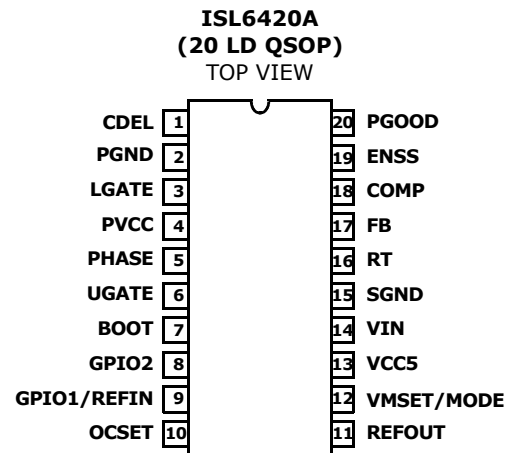 ISL6420A
(20 LD QSOP)
TOP VIEW
CDEL 1 20 PGOOD
PGND 2 19 ENSS
LGATE 3 18 COMP
PVCC 4 17 FB
PHASE 5 16 RT
UGATE 6 15 SGND
BOOT 7 14 VIN
GPIO2 8 13 VCC5
GPIO1/REFIN 9 12 VMSET/MODE
OCSET 10 11 REFOUT